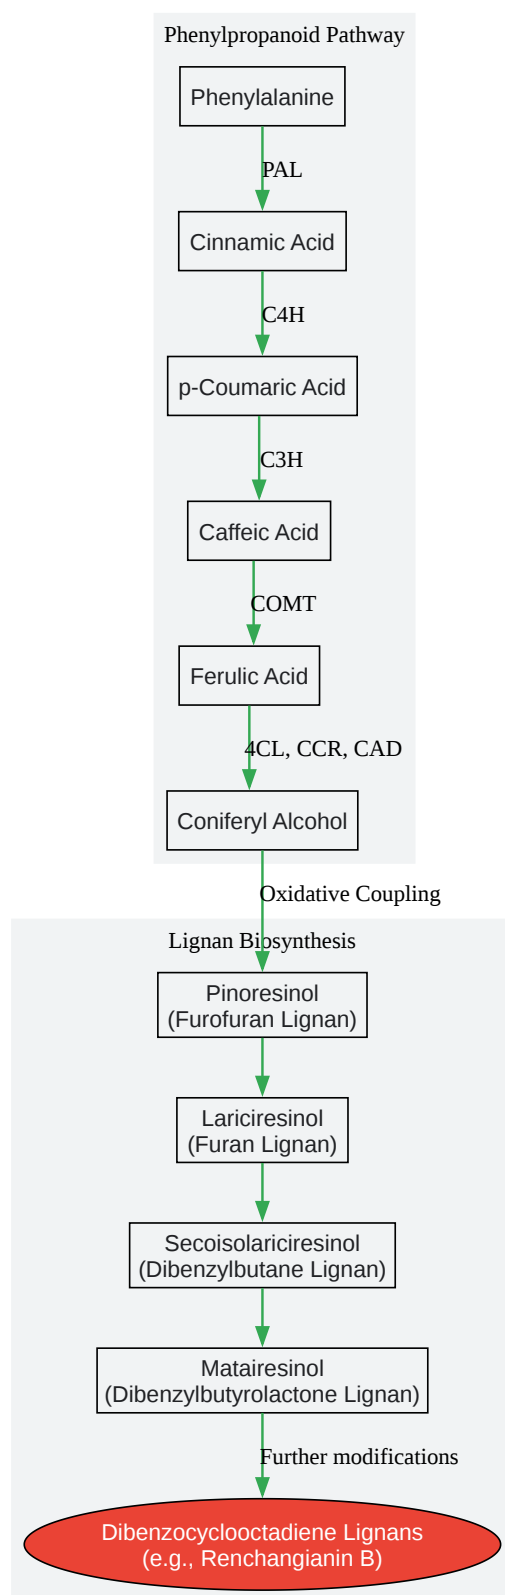 Phenylpropanoid Pathway
Phenylalanine
PAL
Cinnamic Acid
C4H
p-Coumaric Acid
C3H
Caffeic Acid
COMT
Ferulic Acid
4CL, CCR, CAD
Coniferyl Alcohol
Oxidative Coupling
Lignan Biosynthesis
Pinoresinol
(Furofuran Lignan)
Lariciresinol
(Furan Lignan)
Secoisolariciresinol
(Dibenzylbutane Lignan)
Matairesinol
(Dibenzylbutyrolactone Lignan)
Further modifications
Dibenzocyclooctadiene Lignans
(e.g., Renchangianin B)